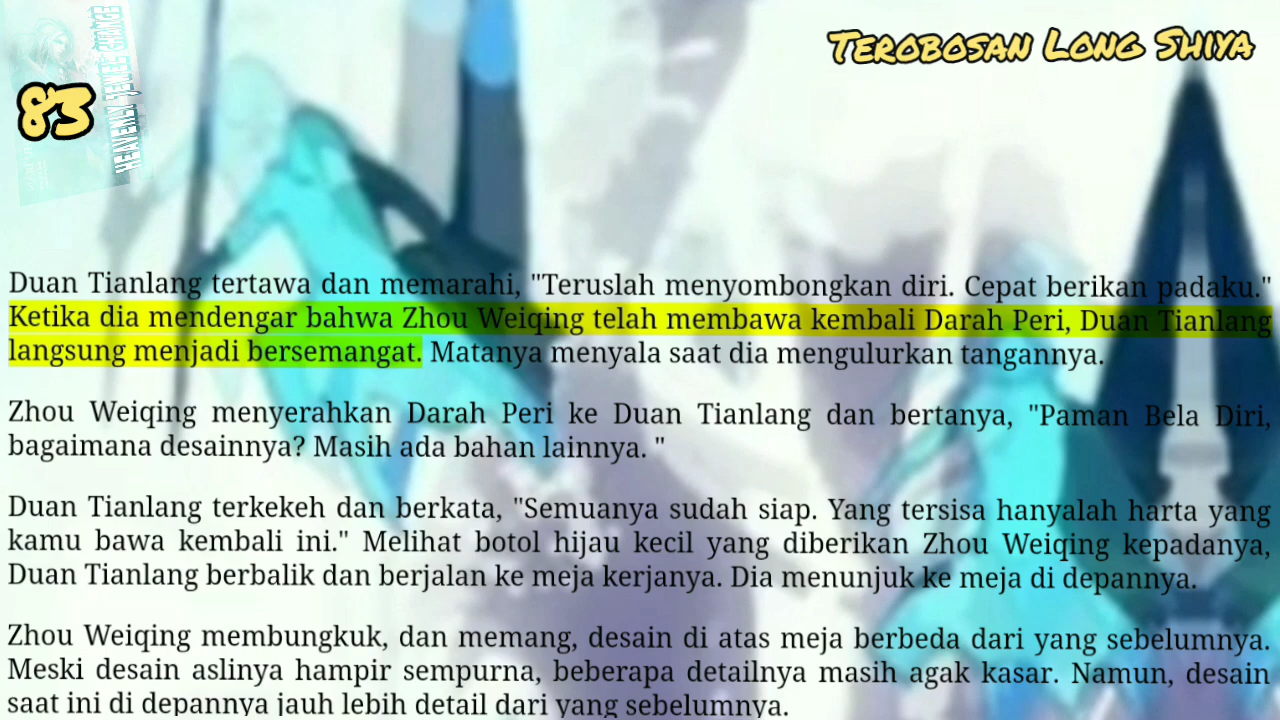 Terobosan Long Shiya
83
HEAVENLY JEWEL CHANGE
Duan Tianlang tertawa dan memarahi, "Teruslah menyombongkan diri. Cepat berikan padaku."
Ketika dia mendengar bahwa Zhou Weiqing telah membawa kembali Darah Peri, Duan Tianlang
langsung menjadi bersemangat. Matanya menyala saat dia mengulurkan tangannya.
Zhou Weiqing menyerahkan Darah Peri ke Duan Tianlang dan bertanya, "Paman Bela Diri,
bagaimana desainnya? Masih ada bahan lainnya. "
Duan Tianlang terkekeh dan berkata, "Semuanya sudah siap. Yang tersisa hanyalah harta yang
kamu bawa kembali ini." Melihat botol hijau kecil yang diberikan Zhou Weiqing kepadanya,
Duan Tianlang berbalik dan berjalan ke meja kerjanya. Dia menunjuk ke meja di depannya.
Zhou Weiqing membungkuk, dan memang, desain di atas meja berbeda dari yang sebelumnya.
Meski desain aslinya hampir sempurna, beberapa detailnya masih agak kasar. Namun, desain
saat ini di depannya jauh lebih detail dari yang sebelumnya.